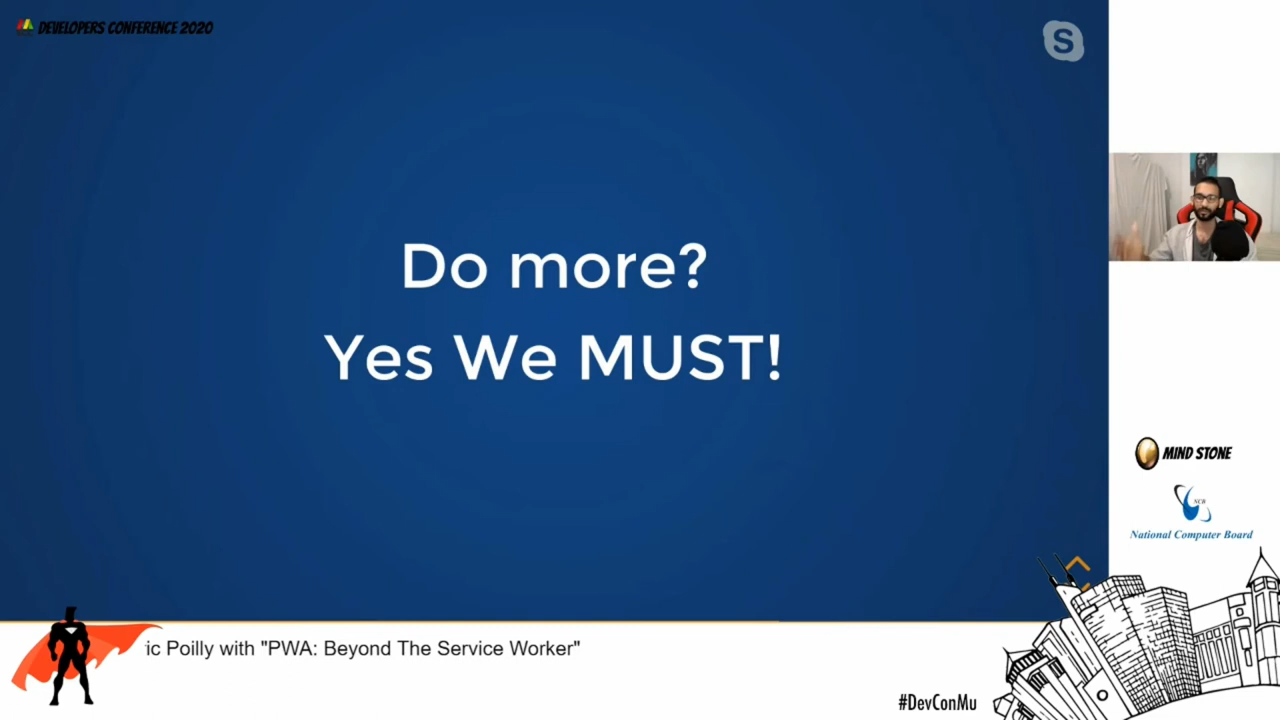 DEVELOPERS CONFERENCE 2020
S
Do more?
Yes We MUST!
MIND STONE
NCB
National Computer Board
ic Poilly with "PWA: Beyond The Service Worker"
#DevConMu